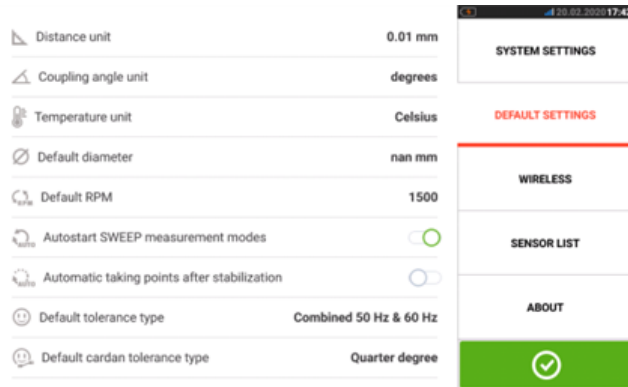 20.02.2020 17:42
Distance unit 0.01 mm
Coupling angle unit degrees
Temperature unit Celsius
Default diameter nan mm
Default RPM 1500
Autostart SWEEP measurement modes
Automatic taking points after stabilization
Default tolerance type Combined 50 Hz & 60 Hz
Default cardan tolerance type Quarter degree
SYSTEM SETTINGS
DEFAULT SETTINGS
WIRELESS
SENSOR LIST
ABOUT